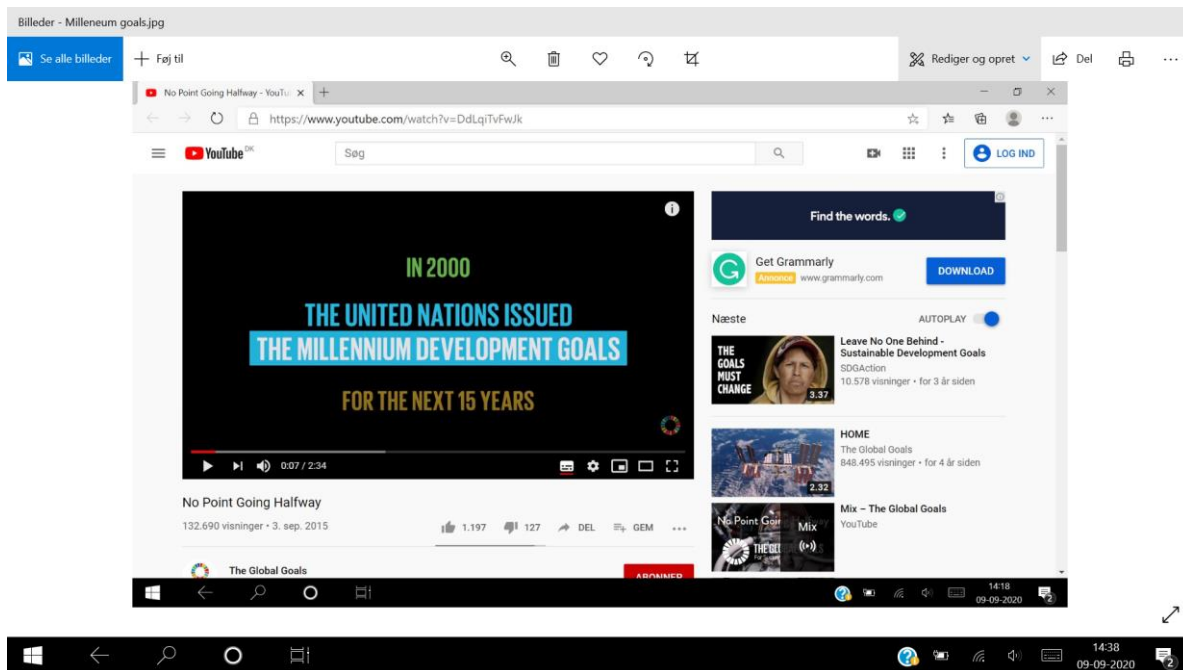 Billeder - Milleneum goals.jpg
Se alle billeder
Føj til
Rediger og opret
Del
No Point Going Halfway - YouTu
https://www.youtube.com/watch?v=DdLqiTvFwJk
YouTube DK
Søg
LOG IND
IN 2000
THE UNITED NATIONS ISSUED
THE MILLENNIUM DEVELOPMENT GOALS
FOR THE NEXT 15 YEARS
0:07 / 2:34
No Point Going Halfway
132.690 visninger • 3. sep. 2015
1.197
127
DEL
GEM
The Global Goals
ABONNER
Find the words.
Get Grammarly
Annonce www.grammarly.com
DOWNLOAD
Næste
AUTOPLAY
THE
GOALS
MUST
CHANGE
3.37
Leave No One Behind -
Sustainable Development Goals
SDGAction
10.578 visninger • for 3 år siden
2.32
HOME
The Global Goals
848.495 visninger • for 4 år siden
No Point Goin
Mix
Mix – The Global Goals
YouTube
14:18
09-09-2020
2
14:38
09-09-2020
2